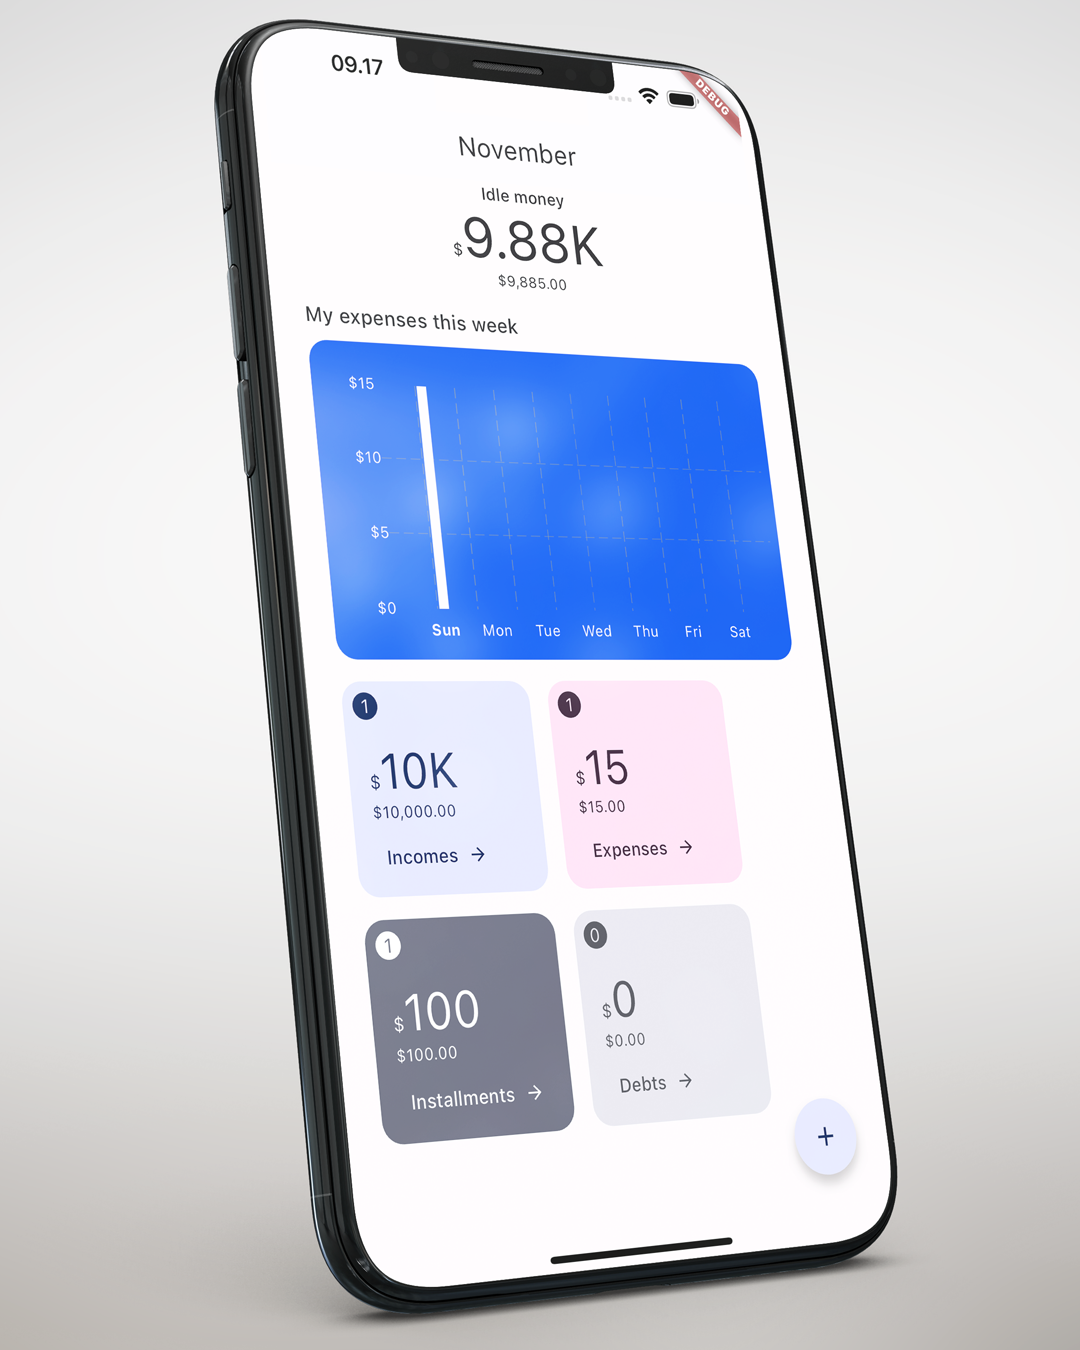 09.17
DEBUG
November
Idle money
$9.88K
$9,885.00
My expenses this week
$15
$10
$5
$0
Sun Mon Tue Wed Thu Fri Sat
1
$10K
$10,000.00
Incomes →
1
$15
$15.00
Expenses →
1
$100
$100.00
Installments →
0
$0
$0.00
Debts →
+